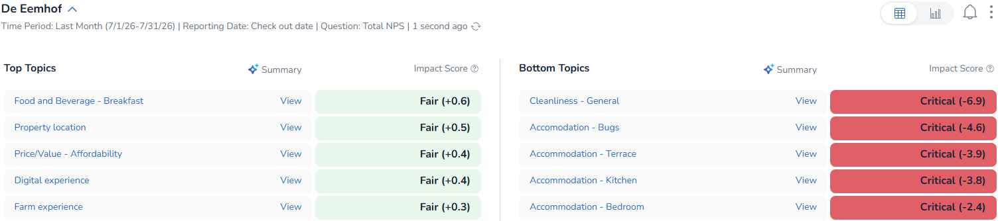 De Eemhof
Time Period: Last Month (7/1/26-7/31/26) | Reporting Date: Check out date | Question: Total NPS | 1 second ago
Top Topics Summary Impact Score
Food and Beverage - Breakfast View Fair (+0.6)
Property location View Fair (+0.5)
Price/Value - Affordability View Fair (+0.4)
Digital experience View Fair (+0.4)
Farm experience View Fair (+0.3)
Bottom Topics Summary Impact Score
Cleanliness - General View Critical (-6.9)
Accomodation - Bugs View Critical (-4.6)
Accommodation - Terrace View Critical (-3.9)
Accommodation - Kitchen View Critical (-3.8)
Accommodation - Bedroom View Critical (-2.4)